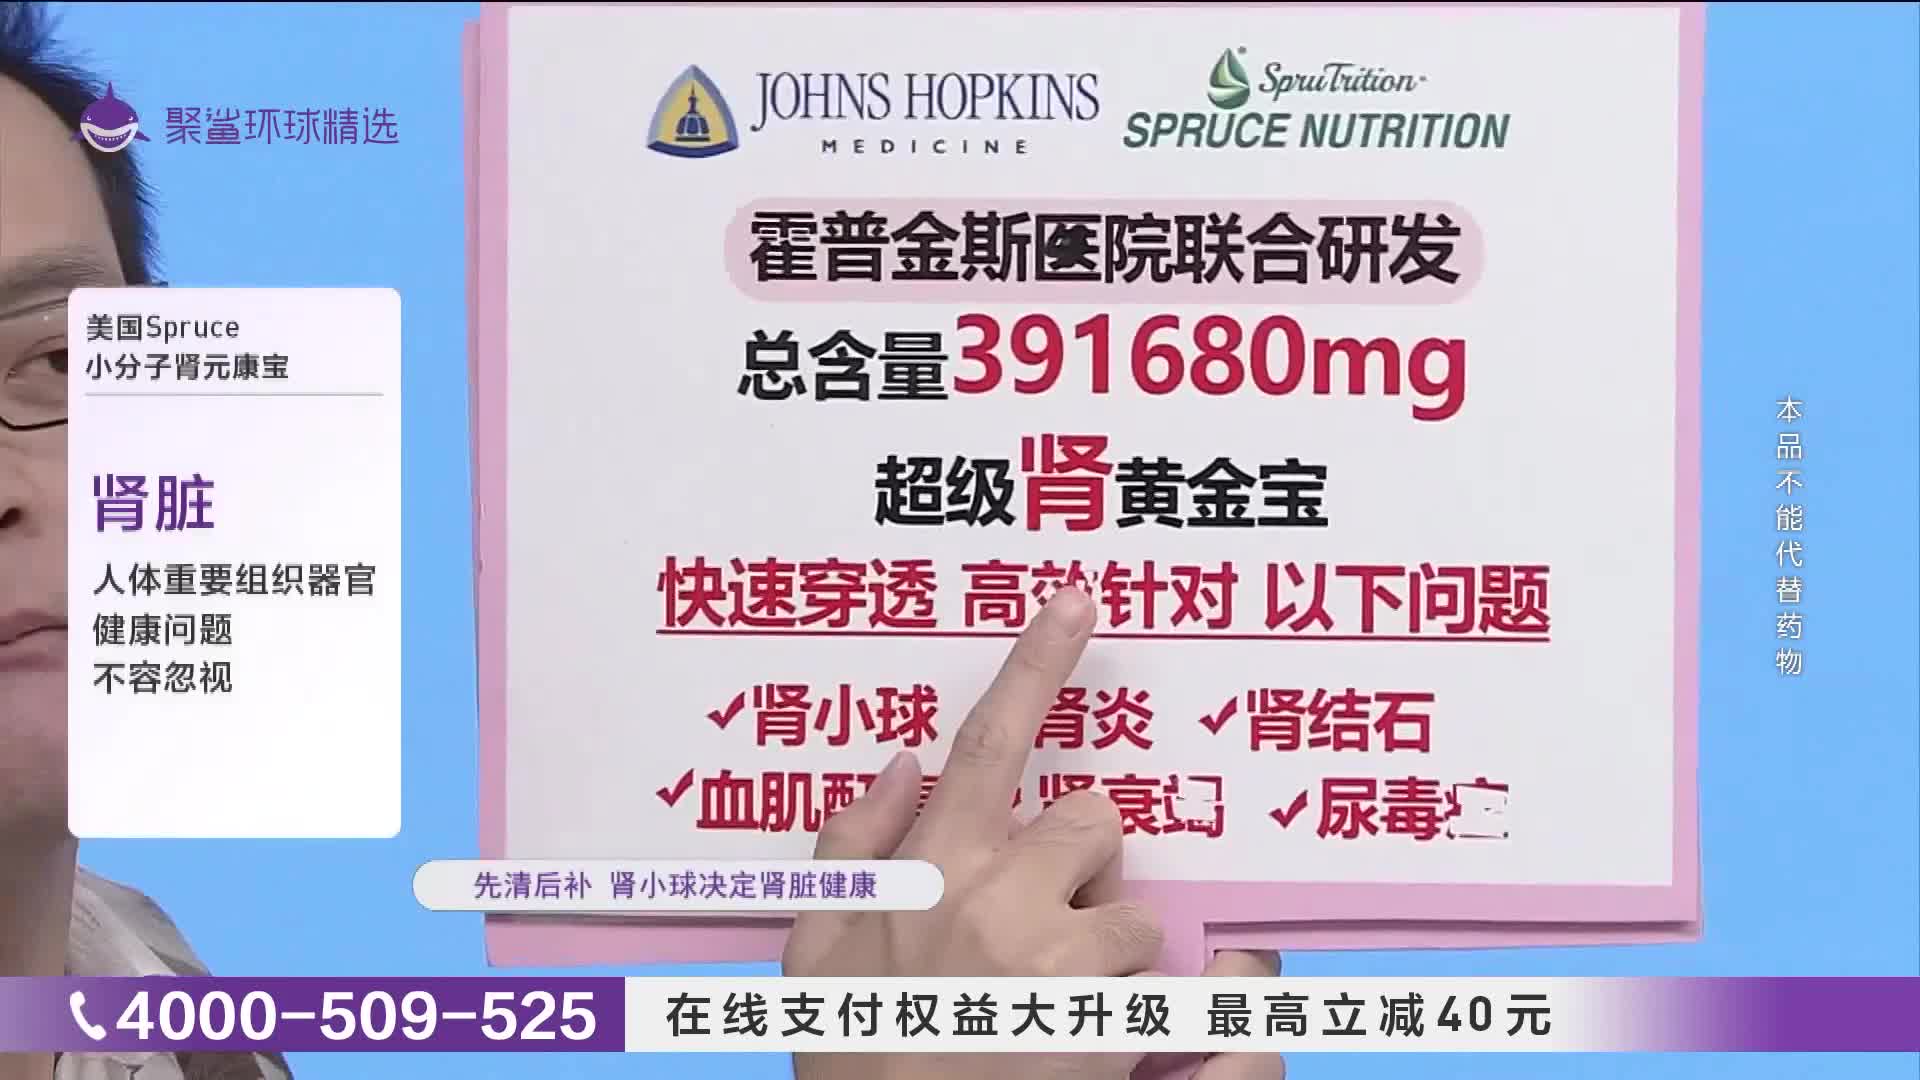 聚鲨环球精选
美国Spruce
小分子肾元康宝
肾脏
人体重要组织器官
健康问题
不容忽视
JOHNS HOPKINS
MEDICINE
SpruTrition
SPRUCE NUTRITION
霍普金斯医院联合研发
总含量391680mg
超级肾黄金宝
快速穿透 高效针对 以下问题
✓肾小球 肾炎 ✓肾结石
✓血肌酐 肾衰竭 ✓尿毒
本品不能代替药物
先清后补 肾小球决定肾脏健康
4000-509-525
在线支付权益大升级 最高立减40元